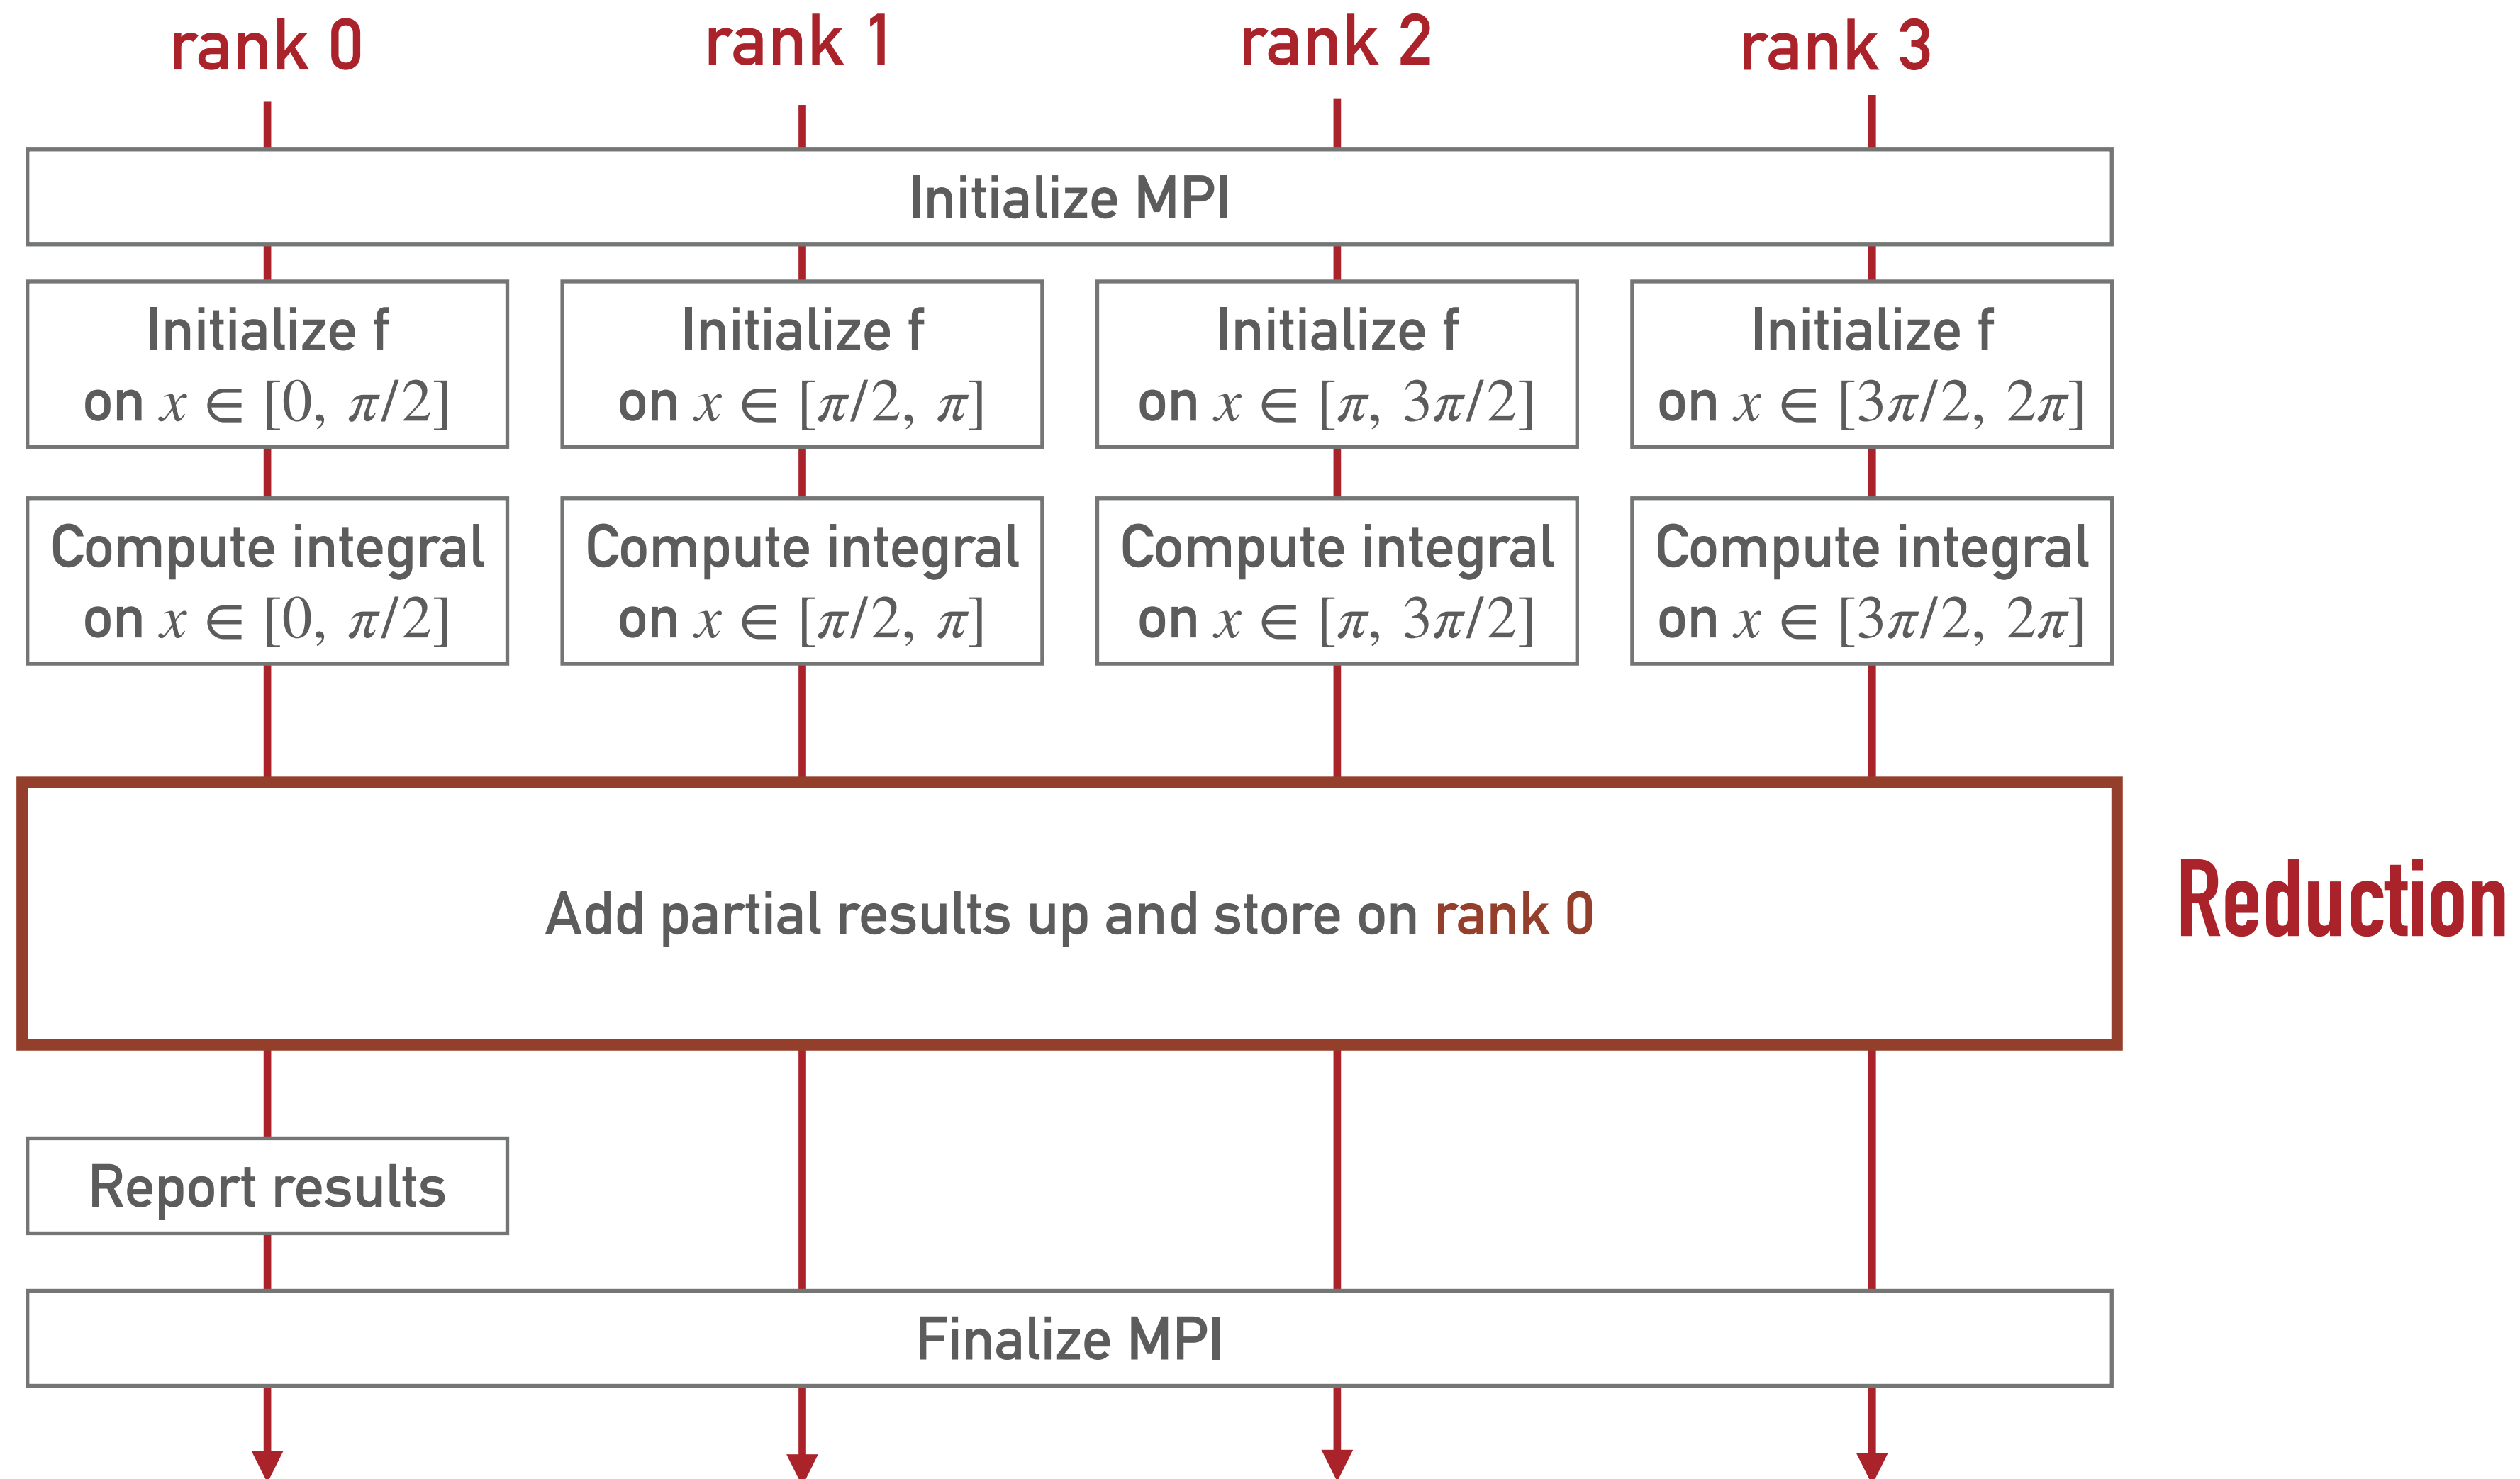 rank 0
rank 1
rank 2
rank 3
Initialize MPI
Initialize f
on x ∈ [0, π/2]
Initialize f
on x ∈ [π/2, π]
Initialize f
on x ∈ [π, 3π/2]
Initialize f
on x ∈ [3π/2, 2π]
Compute integral
on x ∈ [0, π/2]
Compute integral
on x ∈ [π/2, π]
Compute integral
on x ∈ [π, 3π/2]
Compute integral
on x ∈ [3π/2, 2π]
Add partial results up and store on rank 0
Reduction
Report results
Finalize MPI